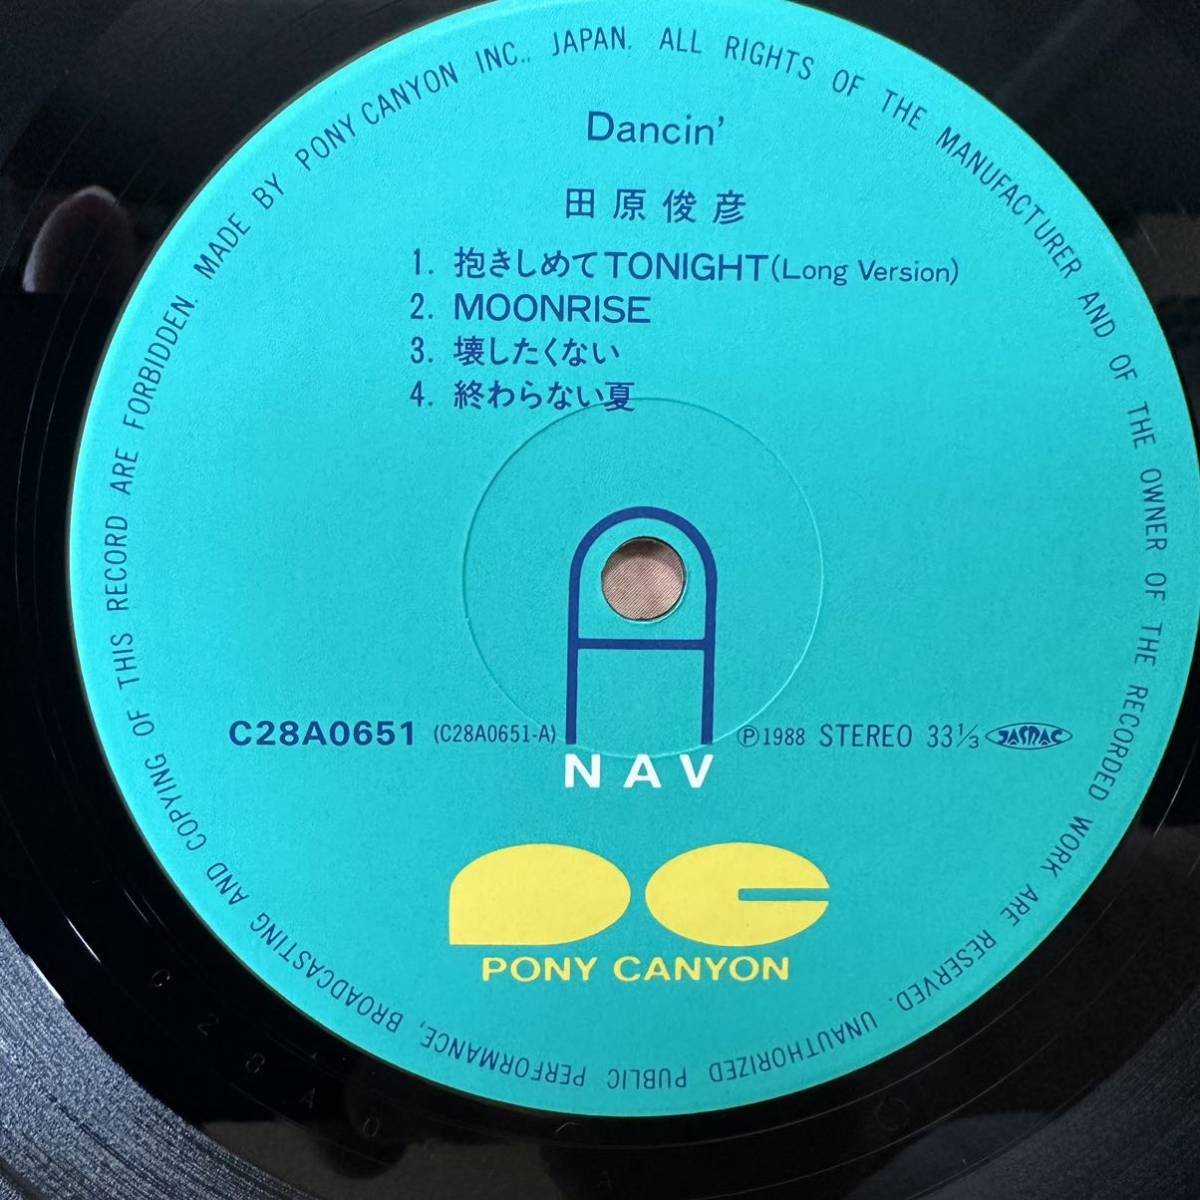 Dancin'
田原俊彦
1. 抱きしめてTONIGHT(Long Version)
2. MOONRISE
3. 壊したくない
4. 終わらない夏
C28A0651 (C28A0651-A) Ⓟ1988 STEREO 33⅓ JASRAC
NAV
PONY CANYON
MADE BY PONY CANYON INC., JAPAN. ALL RIGHTS OF THE MANUFACTURER AND OF THE OWNER OF THE RECORDED WORK ARE RESERVED. UNAUTHORIZED PUBLIC PERFORMANCE, BROADCASTING AND COPYING OF THIS RECORD ARE FORBIDDEN.
C28A0